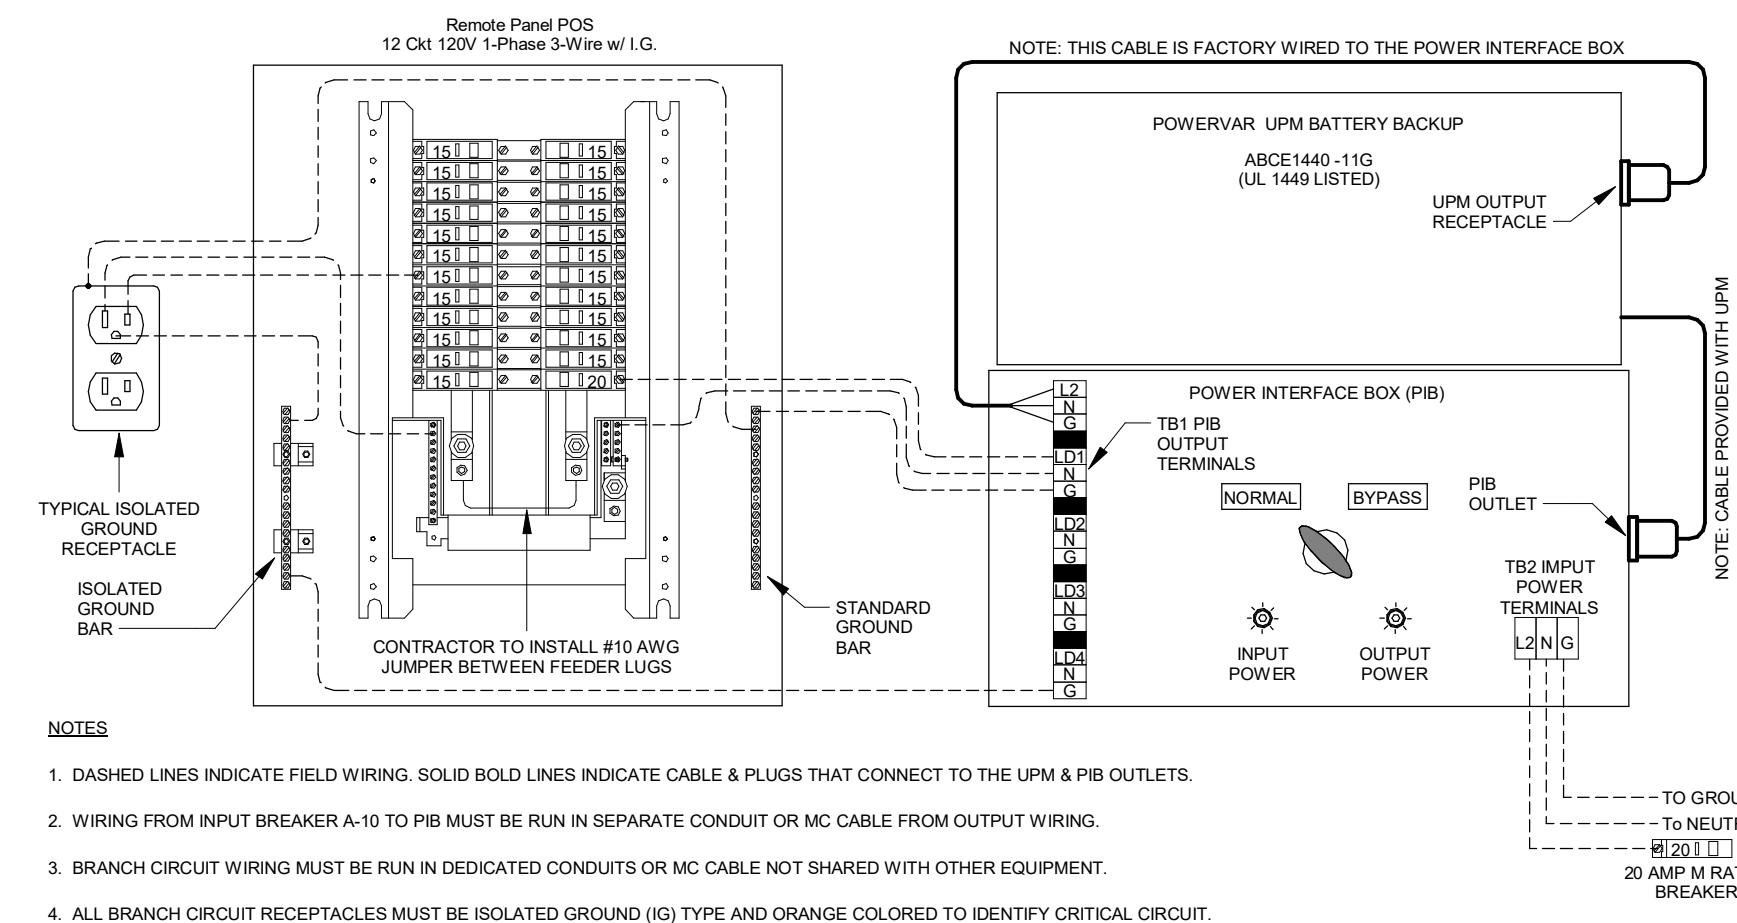 Remote Panel POS
12 Ckt 120V 1-Phase 3-Wire w/ I.G.
NOTE: THIS CABLE IS FACTORY WIRED TO THE POWER INTERFACE BOX
POWERVAR UPM BATTERY BACKUP
ABCE1440 -11G
(UL 1449 LISTED)
UPM OUTPUT
RECEPTACLE
NOTE: CABLE PROVIDED WITH UPM
15 15
15 15
15 15
15 15
15 15
15 15
15 15
15 15
15 15
15 15
15 15
15 20
TYPICAL ISOLATED
GROUND
RECEPTACLE
ISOLATED
GROUND
BAR
CONTRACTOR TO INSTALL #10 AWG
JUMPER BETWEEN FEEDER LUGS
STANDARD
GROUND
BAR
POWER INTERFACE BOX (PIB)
L2
N
G
LD1
N
G
LD2
N
G
LD3
N
G
LD4
N
G
TB1 PIB
OUTPUT
TERMINALS
NORMAL
BYPASS
PIB
OUTLET
INPUT
POWER
OUTPUT
POWER
TB2 IMPUT
POWER
TERMINALS
L2 N G
TO GROU
To NEUT
20
20 AMP M RA
BREAKER
NOTES
1. DASHED LINES INDICATE FIELD WIRING. SOLID BOLD LINES INDICATE CABLE & PLUGS THAT CONNECT TO THE UPM & PIB OUTLETS.
2. WIRING FROM INPUT BREAKER A-10 TO PIB MUST BE RUN IN SEPARATE CONDUIT OR MC CABLE FROM OUTPUT WIRING.
3. BRANCH CIRCUIT WIRING MUST BE RUN IN DEDICATED CONDUITS OR MC CABLE NOT SHARED WITH OTHER EQUIPMENT.
4. ALL BRANCH CIRCUIT RECEPTACLES MUST BE ISOLATED GROUND (IG) TYPE AND ORANGE COLORED TO IDENTIFY CRITICAL CIRCUIT.